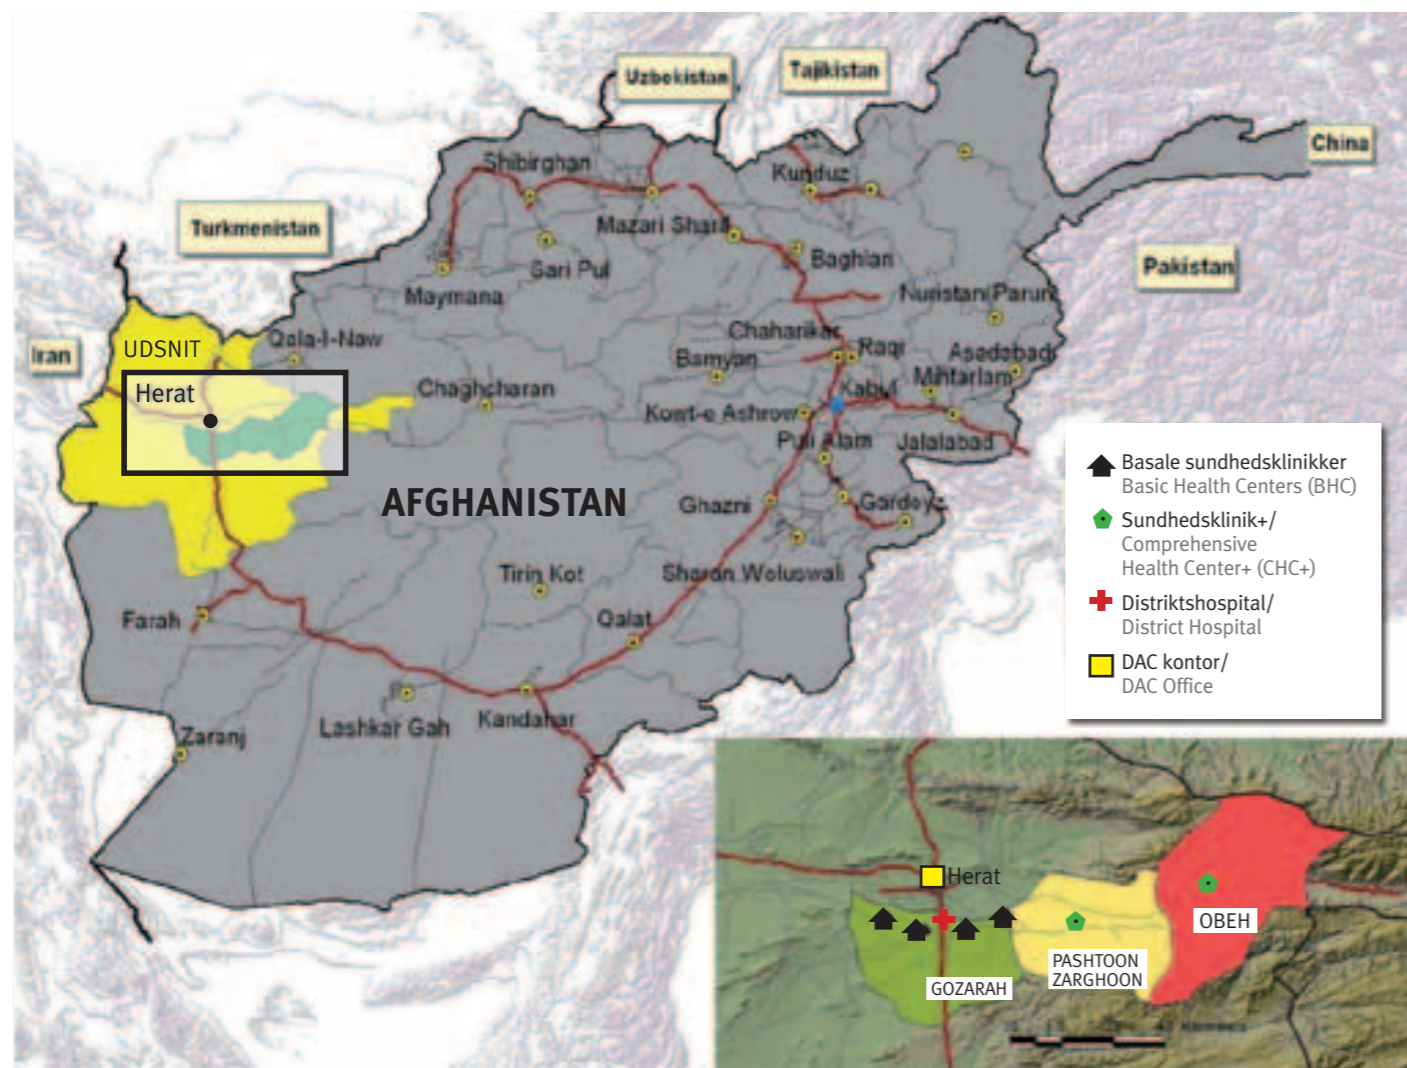 Uzbekistan
Tajikistan
China
Shibirghan
Kunduz
Turkmenistan
Mazari Sharif
Baghlan
Pakistan
Sari Pul
Maymana
Nuristan/Parun
Iran
UDSNIT
Qala-I-Naw
Chaharikar
Raqi
Asadabad
Bamyan
Herat
Chaghcharan
Kabul
Mihtarlam
Kowt-e Ashrow
Puli Alam
Jalalabad
AFGHANISTAN
Ghazni
Gardeyz
Tirin Kot
Sharan Woluswali
Farah
Qalat
Lashkar Gah
Kandahar
Zaranj
Basale sundhedsklinikker
Basic Health Centers (BHC)
Sundhedsklinik+/
Comprehensive
Health Center+ (CHC+)
Distriktshospital/
District Hospital
DAC kontor/
DAC Office
Herat
OBEH
PASHTOON
ZARGHOON
GOZARAH